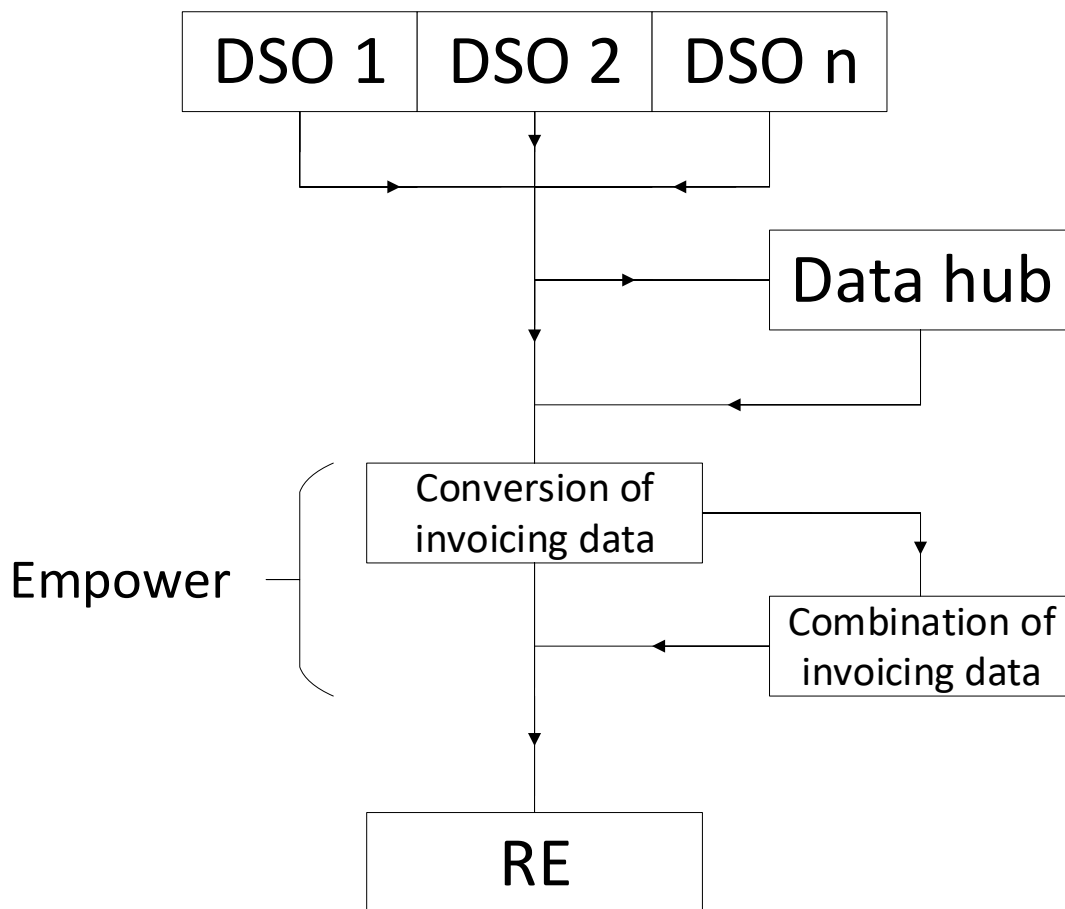 DSO 1
DSO 2
DSO n
Data hub
Conversion of
invoicing data
Empower
Combination of
invoicing data
RE